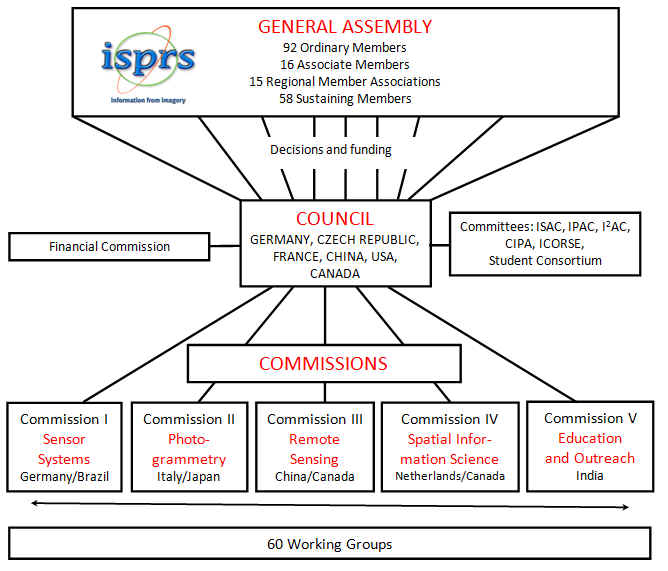 GENERAL ASSEMBLY
92 Ordinary Members
16 Associate Members
15 Regional Member Associations
58 Sustaining Members
isprs
Information from imagery
Decisions and funding
COUNCIL
GERMANY, CZECH REPUBLIC,
FRANCE, CHINA, USA,
CANADA
Financial Commission
Committees: ISAC, IPAC, I²AC,
CIPA, ICORSE,
Student Consortium
COMMISSIONS
Commission I
Sensor
Systems
Germany/Brazil
Commission II
Photo-
grammetry
Italy/Japan
Commission III
Remote
Sensing
China/Canada
Commission IV
Spatial Infor-
mation Science
Netherlands/Canada
Commission V
Education
and Outreach
India
60 Working Groups